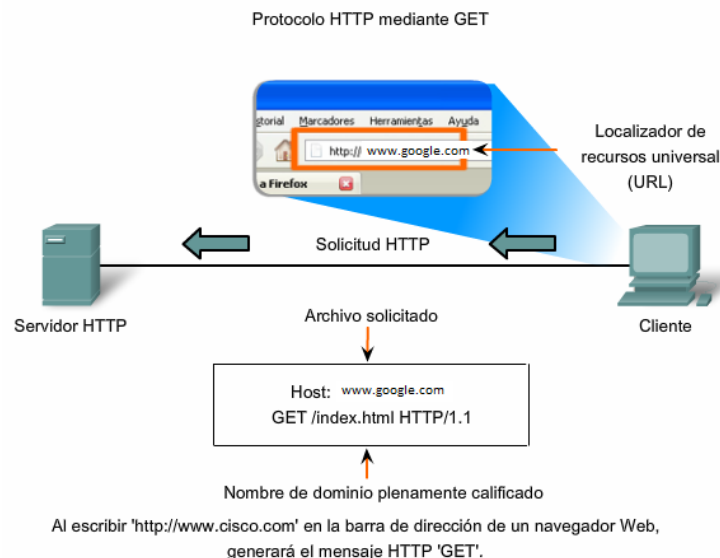 Protocolo HTTP mediante GET
storial Marcadores Herramientas Ayuda
http:// www.google.com
a Firefox
Localizador de
recursos universal
(URL)
Solicitud HTTP
Servidor HTTP
Cliente
Archivo solicitado
Host: www.google.com
GET /index.html HTTP/1.1
Nombre de dominio plenamente calificado
Al escribir 'http://www.cisco.com' en la barra de dirección de un navegador Web,
generará el mensaje HTTP 'GET'.